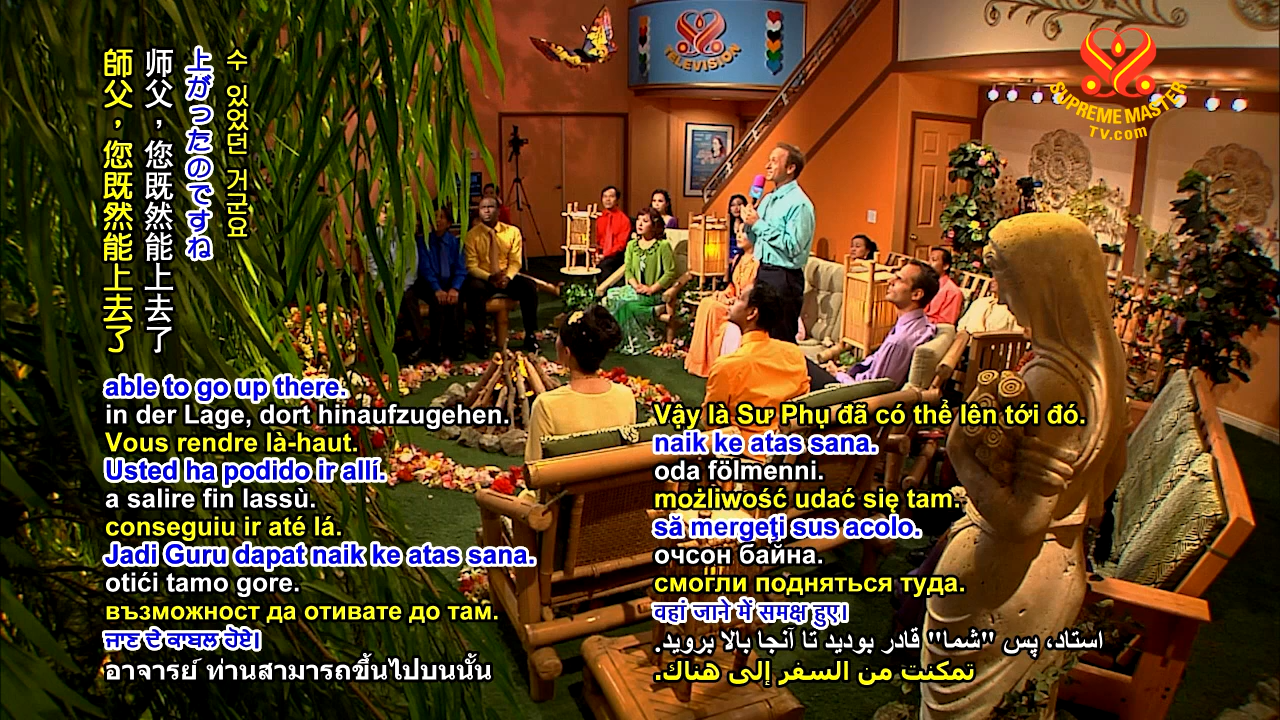 TELEVISION
SUPREME MASTER
TV.com
수 있었던 거군요
上がったのですね
师父，您既然能上去了
師父，您既然能上去了
able to go up there.
in der Lage, dort hinaufzugehen.
Vous rendre là-haut.
Usted ha podido ir allí.
a salire fin lassù.
conseguiu ir até lá.
Jadi Guru dapat naik ke atas sana.
otići tamo gore.
възможност да отивате до там.
ਜਾਣ ਦੇ ਕਾਬਲ ਹੋਏ।
อาจารย์ ท่านสามารถขึ้นไปบนนั้น
Vậy là Sư Phụ đã có thể lên tới đó.
naik ke atas sana.
oda fölmenni.
możliwość udać się tam.
să mergeţi sus acolo.
очсон байна.
смогли подняться туда.
वहां जाने में समक्ष हुए।
استاد، پس "شما" قادر بودید تا آنجا بالا بروید.
تمكنت من السفر إلى هناك.